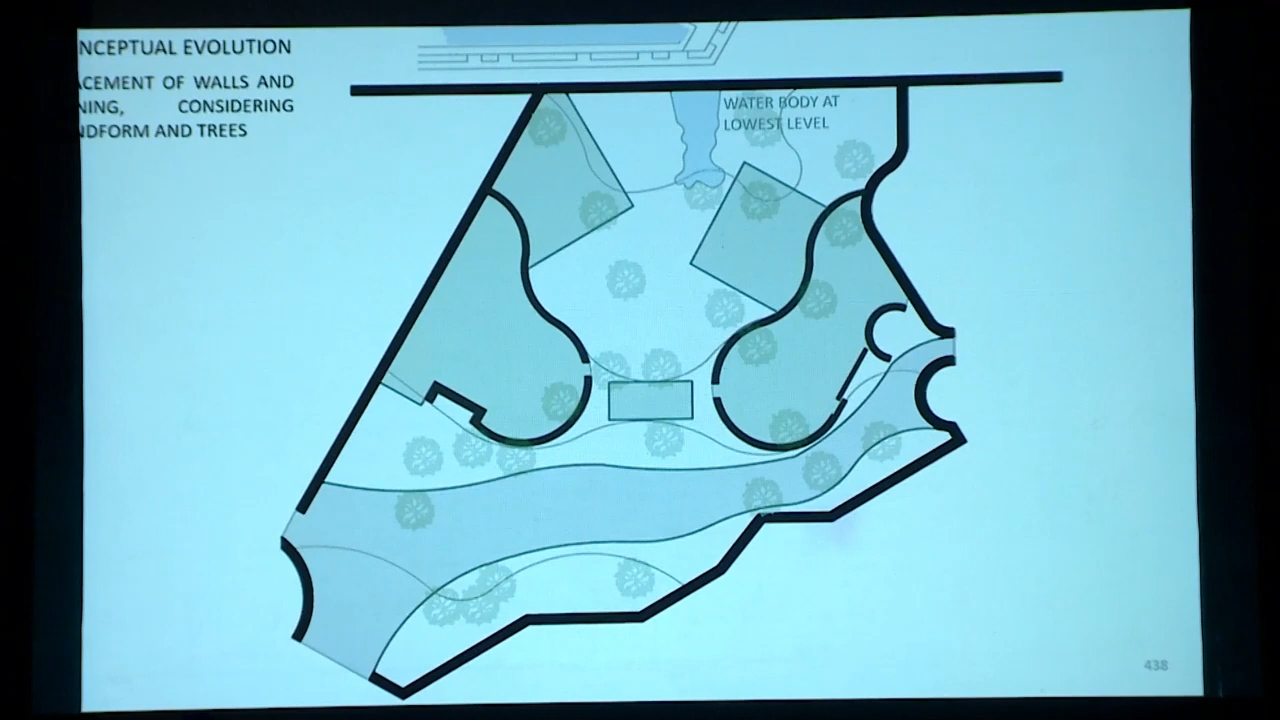 NCEPTUAL EVOLUTION
ACEMENT OF WALLS AND
NING, CONSIDERING
NDFORM AND TREES
WATER BODY AT
LOWEST LEVEL
438